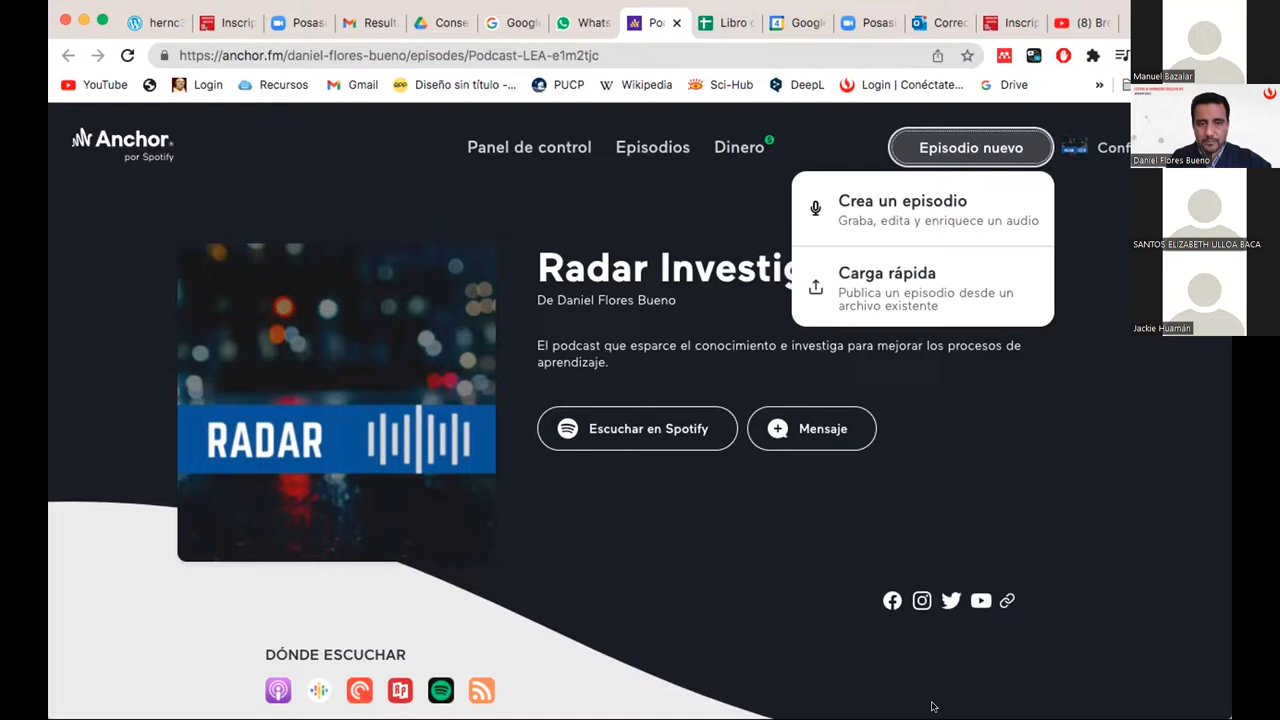 hernc:
Inscrip
Posas
Result.
Conse
Google
Whats
Poc
Libro c
Google
Posas
Correc
Inscrip
(8) Br
https://anchor.fm/daniel-flores-bueno/episodes/Podcast-LEA-e1m2tjc
YouTube
Login
Recursos
Gmail
Diseño sin título -...
PUCP
Wikipedia
Sci-Hub
DeepL
Login | Conéctate...
Drive
»
Manuel Bazalar
Daniel Flores Bueno
SANTOS ELIZABETH ULLOA BACA
Jackie Huamán
Anchor
por Spotify
Panel de control
Episodios
Dinero
Episodio nuevo
Conf
Crea un episodio
Graba, edita y enriquece un audio
Carga rápida
Publica un episodio desde un
archivo existente
Radar Investig
De Daniel Flores Bueno
El podcast que esparce el conocimiento e investiga para mejorar los procesos de
aprendizaje.
Escuchar en Spotify
Mensaje
RADAR
DÓNDE ESCUCHAR